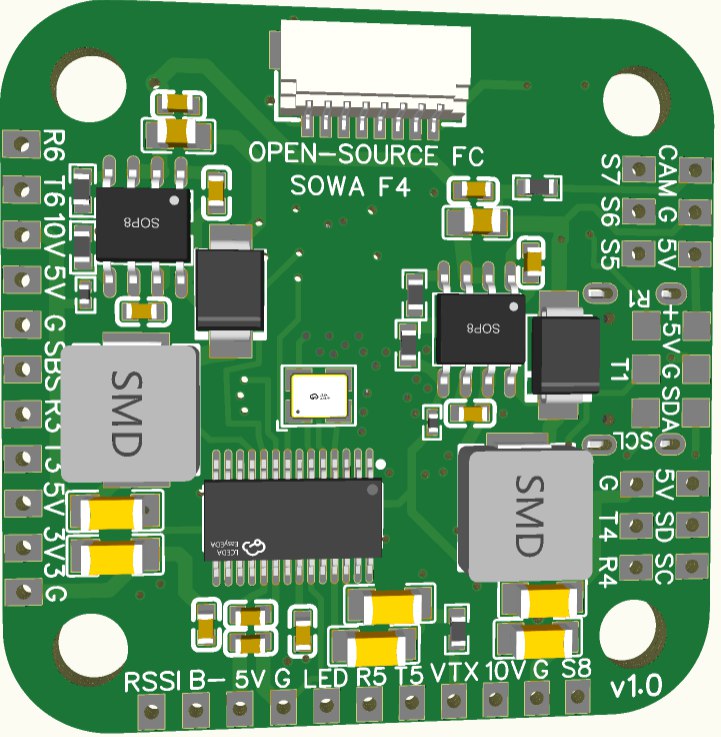 OPEN-SOURCE FC
SOWA F4
R6
T6
10V
5V
G
SBS
R3
T3
5V
3V3
G
SOP8
SMD
SOP8
SMD
LCEDA
EasyEDA
S7
S6
S5
CAM
G
5V
R1
T1
+5V
G
SDA
SCL
G
T4
R4
5V
SD
SC
RSSI B- 5V G LED R5 T5 VTX 10V G S8
v1.0